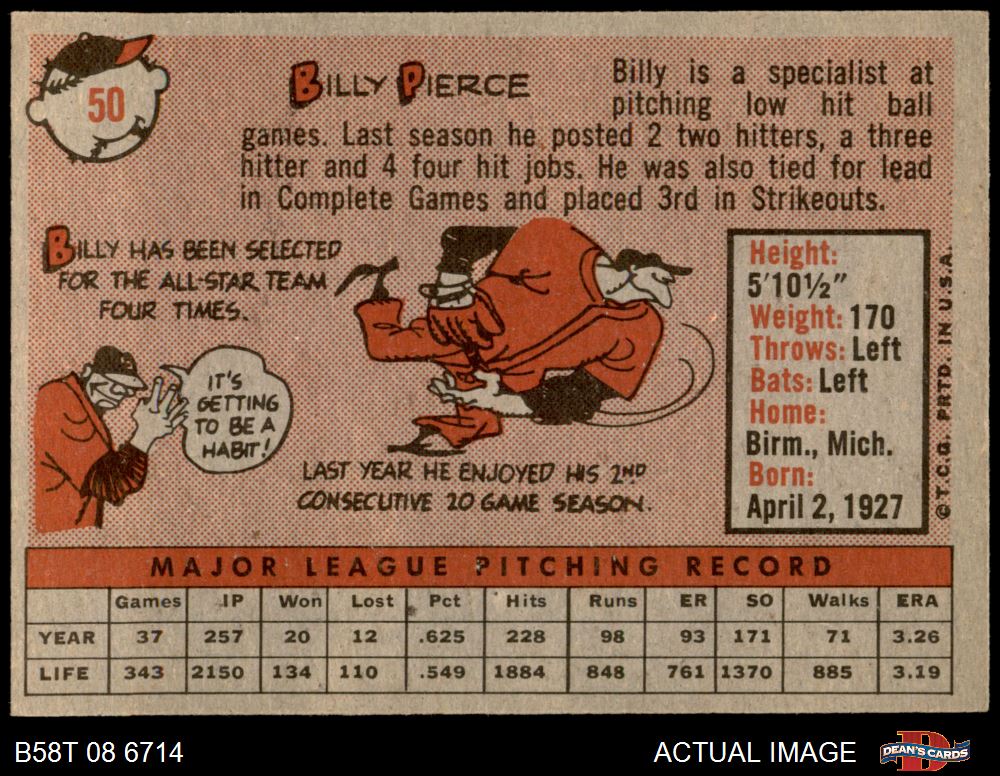 50
BILLY PIERCE
Billy is a specialist at
pitching low hit ball
games. Last season he posted 2 two hitters, a three
hitter and 4 four hit jobs. He was also tied for lead
in Complete Games and placed 3rd in Strikeouts.
BILLY HAS BEEN SELECTED
FOR THE ALL-STAR TEAM
FOUR TIMES.
IT'S
GETTING
TO BE A
HABIT!
LAST YEAR HE ENJOYED HIS 2ND
CONSECUTIVE 20 GAME SEASON.
Height:
5'10½"
Weight: 170
Throws: Left
Bats: Left
Home:
Birm., Mich.
Born:
April 2, 1927
© T.C.G. PRTD. IN U.S.A.
MAJOR LEAGUE PITCHING RECORD
Games IP Won Lost Pct Hits Runs ER SO Walks ERA
YEAR 37 257 20 12 .625 228 98 93 171 71 3.26
LIFE 343 2150 134 110 .549 1884 848 761 1370 885 3.19
B58T 08 6714
ACTUAL IMAGE
DEAN'S CARDS